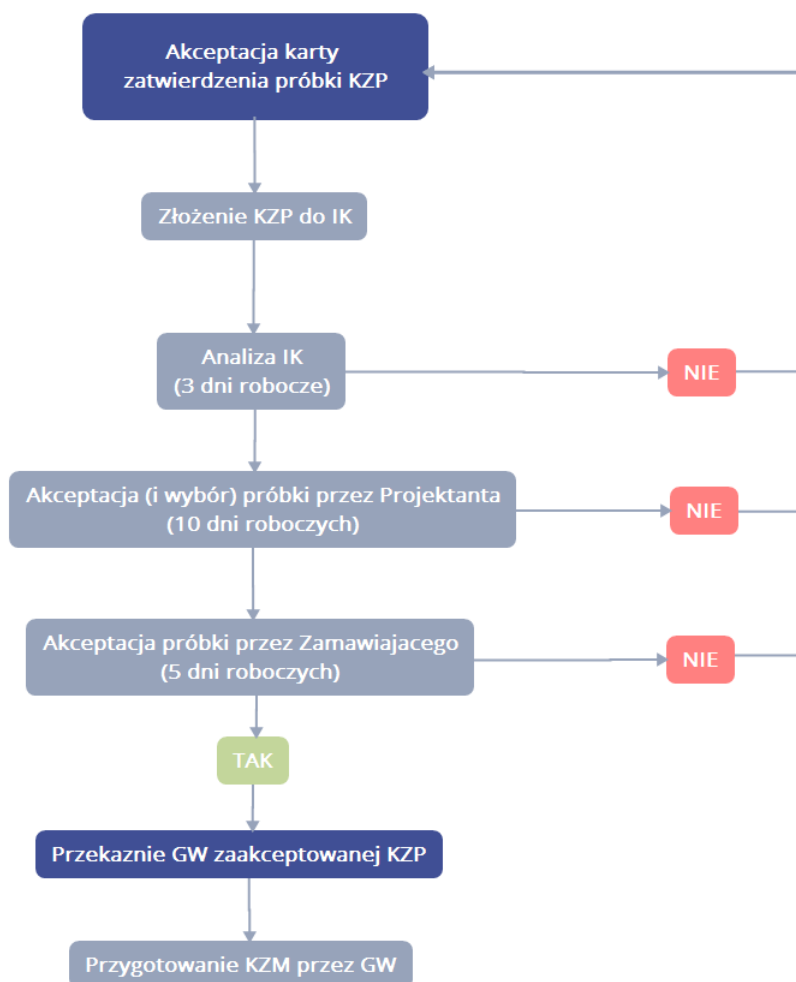 Akceptacja karty
zatwierdzenia próbki KZP
Złożenie KZP do IK
Analiza IK
(3 dni robocze)
NIE
Akceptacja (i wybór) próbki przez Projektanta
(10 dni roboczych)
NIE
Akceptacja próbki przez Zamawiajacego
(5 dni roboczych)
NIE
TAK
Przekaznie GW zaakceptowanej KZP
Przygotowanie KZM przez GW